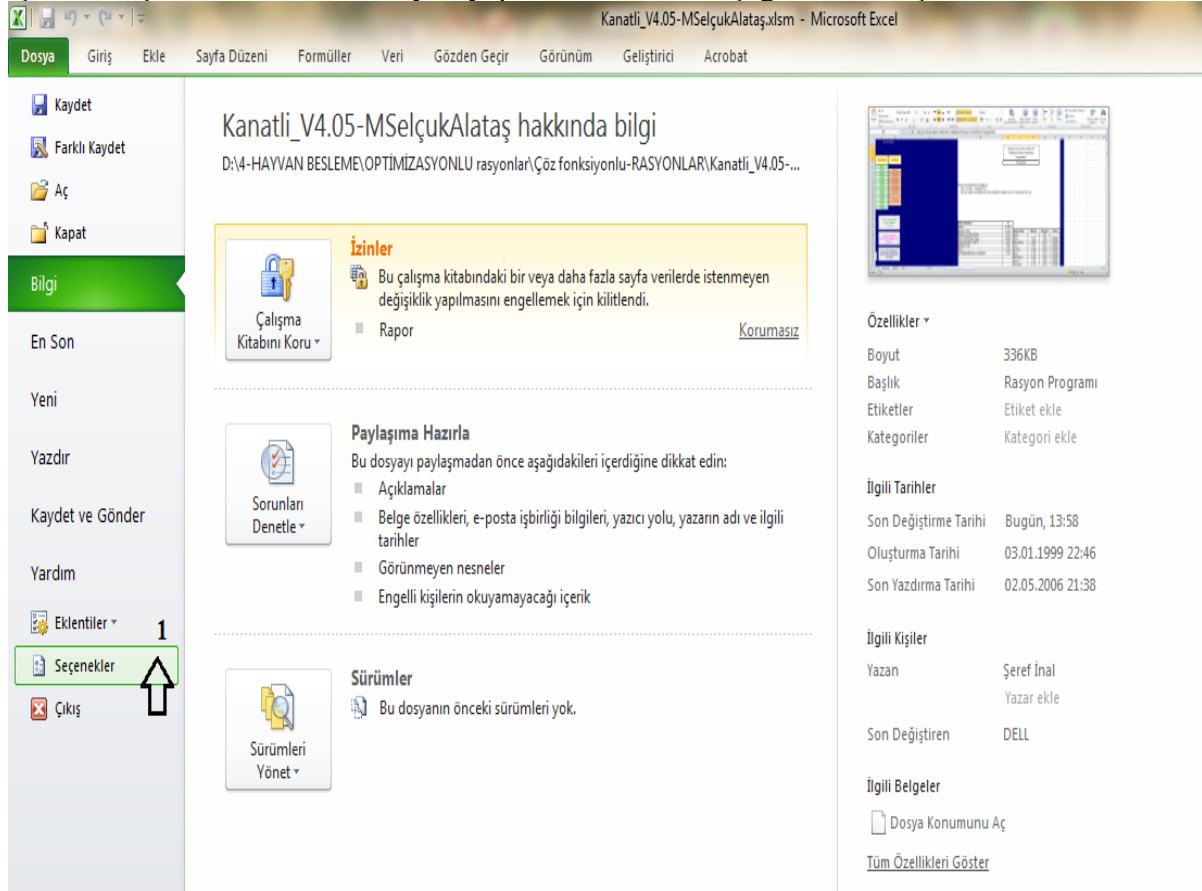 Kanatli_V4.05-MSelçukAlataş.xlsm - Microsoft Excel
Dosya Giriş Ekle Sayfa Düzeni Formüller Veri Gözden Geçir Görünüm Geliştirici Acrobat
Kaydet
Farklı Kaydet
Aç
Kapat
Bilgi
En Son
Yeni
Yazdır
Kaydet ve Gönder
Yardım
Eklentiler
1
Seçenekler
Çıkış
Kanatli_V4.05-MSelçukAlataş hakkında bilgi
D:\4-HAYVAN BESLEME\OPTİMİZASYONLU rasyonlar\Çöz fonksiyonlu-RASYONLAR\Kanatli_V4.05-...
Çalışma
Kitabını Koru
İzinler
Bu çalışma kitabındaki bir veya daha fazla sayfa verilerde istenmeyen
değişiklik yapılmasını engellemek için kilitlendi.
Rapor Korumasız
Sorunları
Denetle
Paylaşıma Hazırla
Bu dosyayı paylaşmadan önce aşağıdakileri içerdiğine dikkat edin:
Açıklamalar
Belge özellikleri, e-posta işbirliği bilgileri, yazıcı yolu, yazarın adı ve ilgili
tarihler
Görünmeyen nesneler
Engelli kişilerin okuyamayacağı içerik
Sürümleri
Yönet
Sürümler
Bu dosyanın önceki sürümleri yok.
Özellikler
Boyut 336KB
Başlık Rasyon Programı
Etiketler Etiket ekle
Kategoriler Kategori ekle
İlgili Tarihler
Son Değiştirme Tarihi Bugün, 13:58
Oluşturma Tarihi 03.01.1999 22:46
Son Yazdırma Tarihi 02.05.2006 21:38
İlgili Kişiler
Yazan Şeref İnal
Yazar ekle
Son Değiştiren DELL
İlgili Belgeler
Dosya Konumunu Aç
Tüm Özellikleri Göster